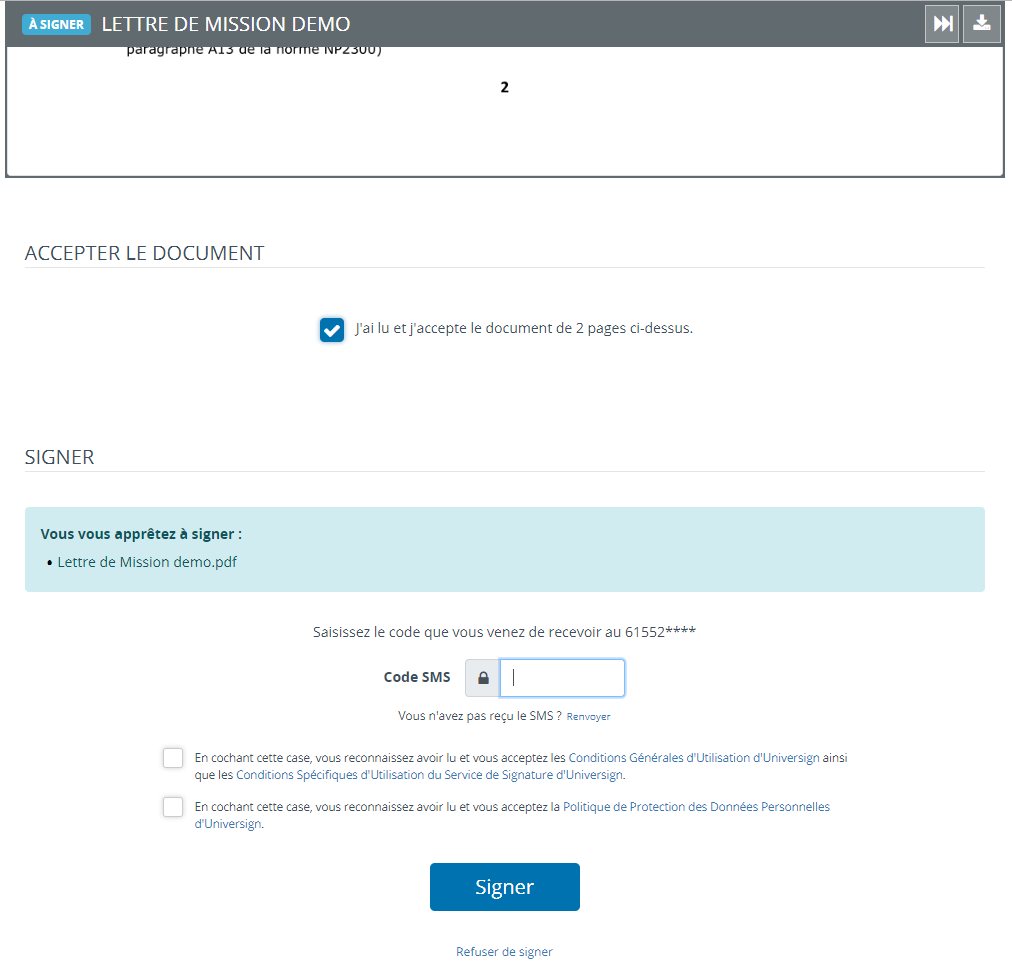 À SIGNER LETTRE DE MISSION DEMO
paragraphe A13 de la norme NP2300)
2
ACCEPTER LE DOCUMENT
J'ai lu et j'accepte le document de 2 pages ci-dessus.
SIGNER
Vous vous apprêtez à signer :
• Lettre de Mission demo.pdf
Saisissez le code que vous venez de recevoir au 61552****
Code SMS
Vous n'avez pas reçu le SMS ? Renvoyer
En cochant cette case, vous reconnaissez avoir lu et vous acceptez les Conditions Générales d'Utilisation d'Universign ainsi
que les Conditions Spécifiques d'Utilisation du Service de Signature d'Universign.
En cochant cette case, vous reconnaissez avoir lu et vous acceptez la Politique de Protection des Données Personnelles
d'Universign.
Signer
Refuser de signer